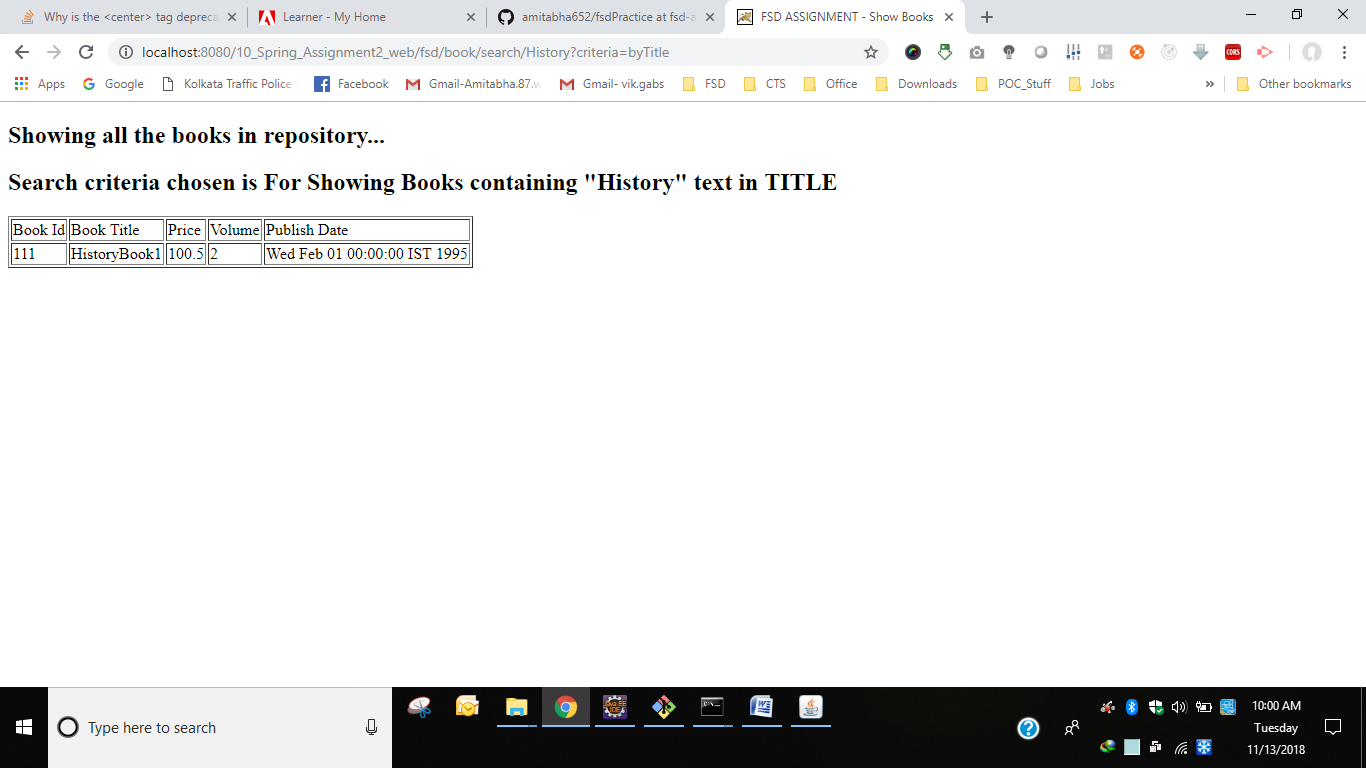 Why is the <center> tag depreca
Learner - My Home
amitabha652/fsdPractice at fsd-a
FSD ASSIGNMENT - Show Books
localhost:8080/10_Spring_Assignment2_web/fsd/book/search/History?criteria=byTitle
CORS
Apps
Google
Kolkata Traffic Police
Facebook
Gmail-Amitabha.87.w
Gmail- vik.gabs
FSD
CTS
Office
Downloads
POC_Stuff
Jobs
»
Other bookmarks
Showing all the books in repository...
Search criteria chosen is For Showing Books containing "History" text in TITLE
Book Id Book Title Price Volume Publish Date
111 HistoryBook1 100.5 2 Wed Feb 01 00:00:00 IST 1995
Type here to search
10:00 AM
Tuesday
11/13/2018